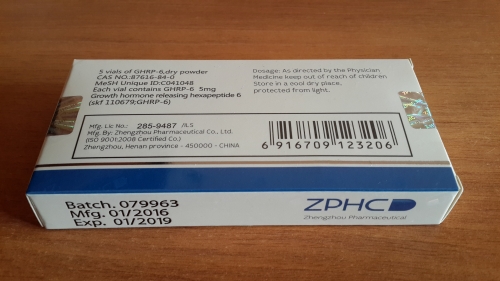 5 vials of GHRP-6,dry powder
CAS NO.:87616-84-0
MeSH Unique ID:C041048
Each vial contains GHRP-6 5mg
Growth hormone releasing hexapeptide 6
(skf 110679;GHRP-6)
Dosage: As directed by the Physician
Medicine keep out of reach of children
Store in a dool dry place,
protected from light.
Mfg. Lic No.: 285-9487 /ILS
Mfg. By.: Zhengzhou Pharmaceutical Co., Ltd.
(ISO 9001:2008 Certified Co.)
Zhengzhou, Henan province - 450000 - CHINA
6 916709 123206
Batch. 079963
Mfg. 01/2016
Exp. 01/2019
ZPHC
Zhengzhou Pharmaceutical